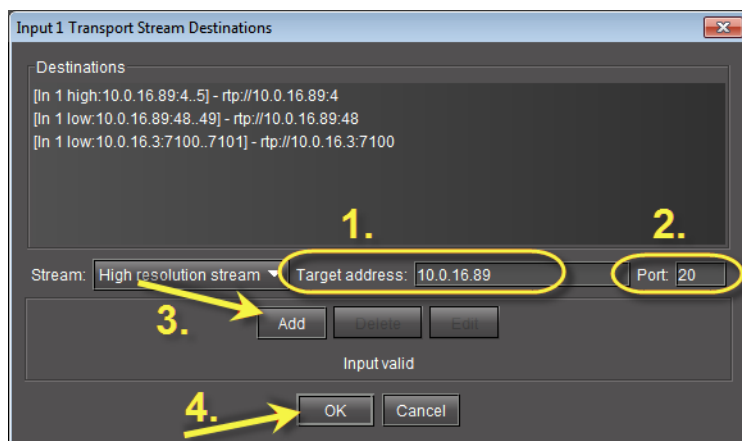 Input 1 Transport Stream Destinations
Destinations
[In 1 high:10.0.16.89:4..5] - rtp://10.0.16.89:4
[In 1 low:10.0.16.89:48..49] - rtp://10.0.16.89:48
[In 1 low:10.0.16.3:7100..7101] - rtp://10.0.16.3:7100
1. 2.
Stream: High resolution stream Target address: 10.0.16.89 Port: 20
3. Add Delete Edit
Input valid
4. OK Cancel